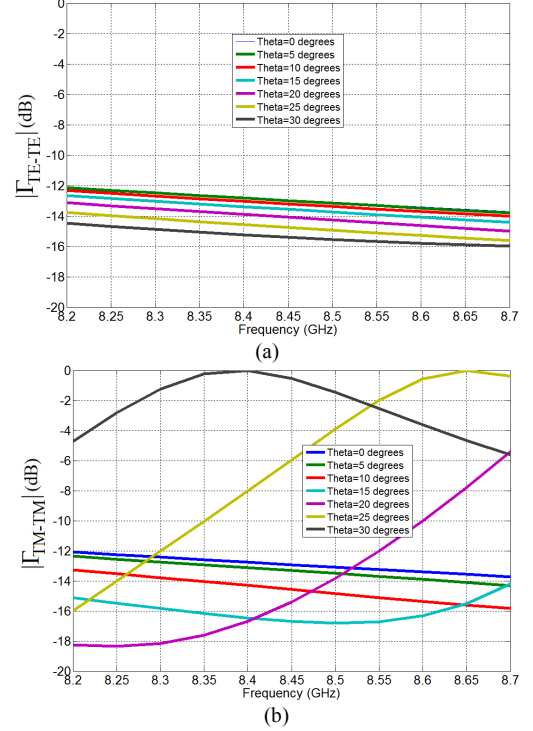 (a)
0
-2
-4
-6
-8
-10
-12
-14
-16
-18
-20
|ΓTE-TE| (dB)
Theta=0 degrees
Theta=5 degrees
Theta=10 degrees
Theta=15 degrees
Theta=20 degrees
Theta=25 degrees
Theta=30 degrees
8.2 8.25 8.3 8.35 8.4 8.45 8.5 8.55 8.6 8.65 8.7
Frequency (GHz)
(a)
0
-2
-4
-6
-8
-10
-12
-14
-16
-18
-20
|ΓTM-TM| (dB)
Theta=0 degrees
Theta=5 degrees
Theta=10 degrees
Theta=15 degrees
Theta=20 degrees
Theta=25 degrees
Theta=30 degrees
8.2 8.25 8.3 8.35 8.4 8.45 8.5 8.55 8.6 8.65 8.7
Frequency (GHz)
(b)